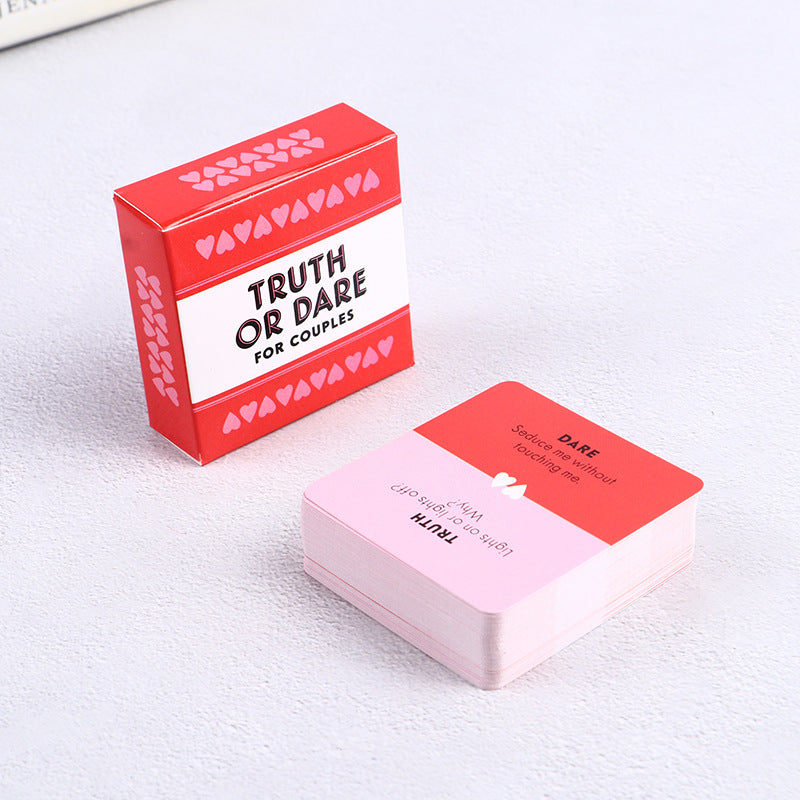 TRUTH
OR DARE
FOR COUPLES
DARE
Seduce me without
touching me.
TRUTH
Lights on or lights off?
Why?